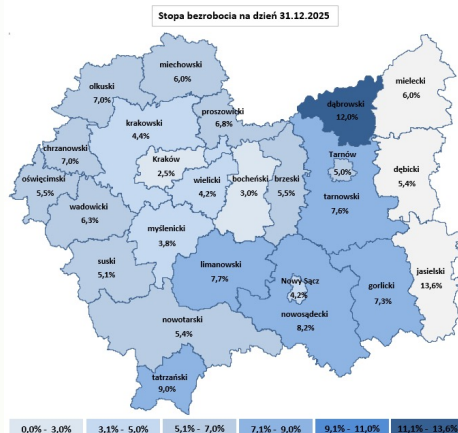 Stopa bezrobocia na dzień 31.12.2025
miechowski
6,0%
olkuski
7,0%
mielecki
6,0%
dąbrowski
12,0%
proszowicki
6,8%
krakowski
4,4%
chrzanowski
7,0%
Kraków
2,5%
Tarnów
5,0%
dębicki
5,4%
oświęcimski
5,5%
wielicki
4,2%
bocheński
3,0%
brzeski
5,5%
tarnowski
7,6%
wadowicki
6,3%
myślenicki
3,8%
suski
5,1%
limanowski
7,7%
jasielski
13,6%
Nowy Sącz
4,2%
gorlicki
7,3%
nowosądecki
8,2%
nowotarski
5,4%
tatrzański
9,0%
0,0% - 3,0% 3,1% - 5,0% 5,1% - 7,0% 7,1% - 9,0% 9,1% - 11,0% 11,1% - 13,6%